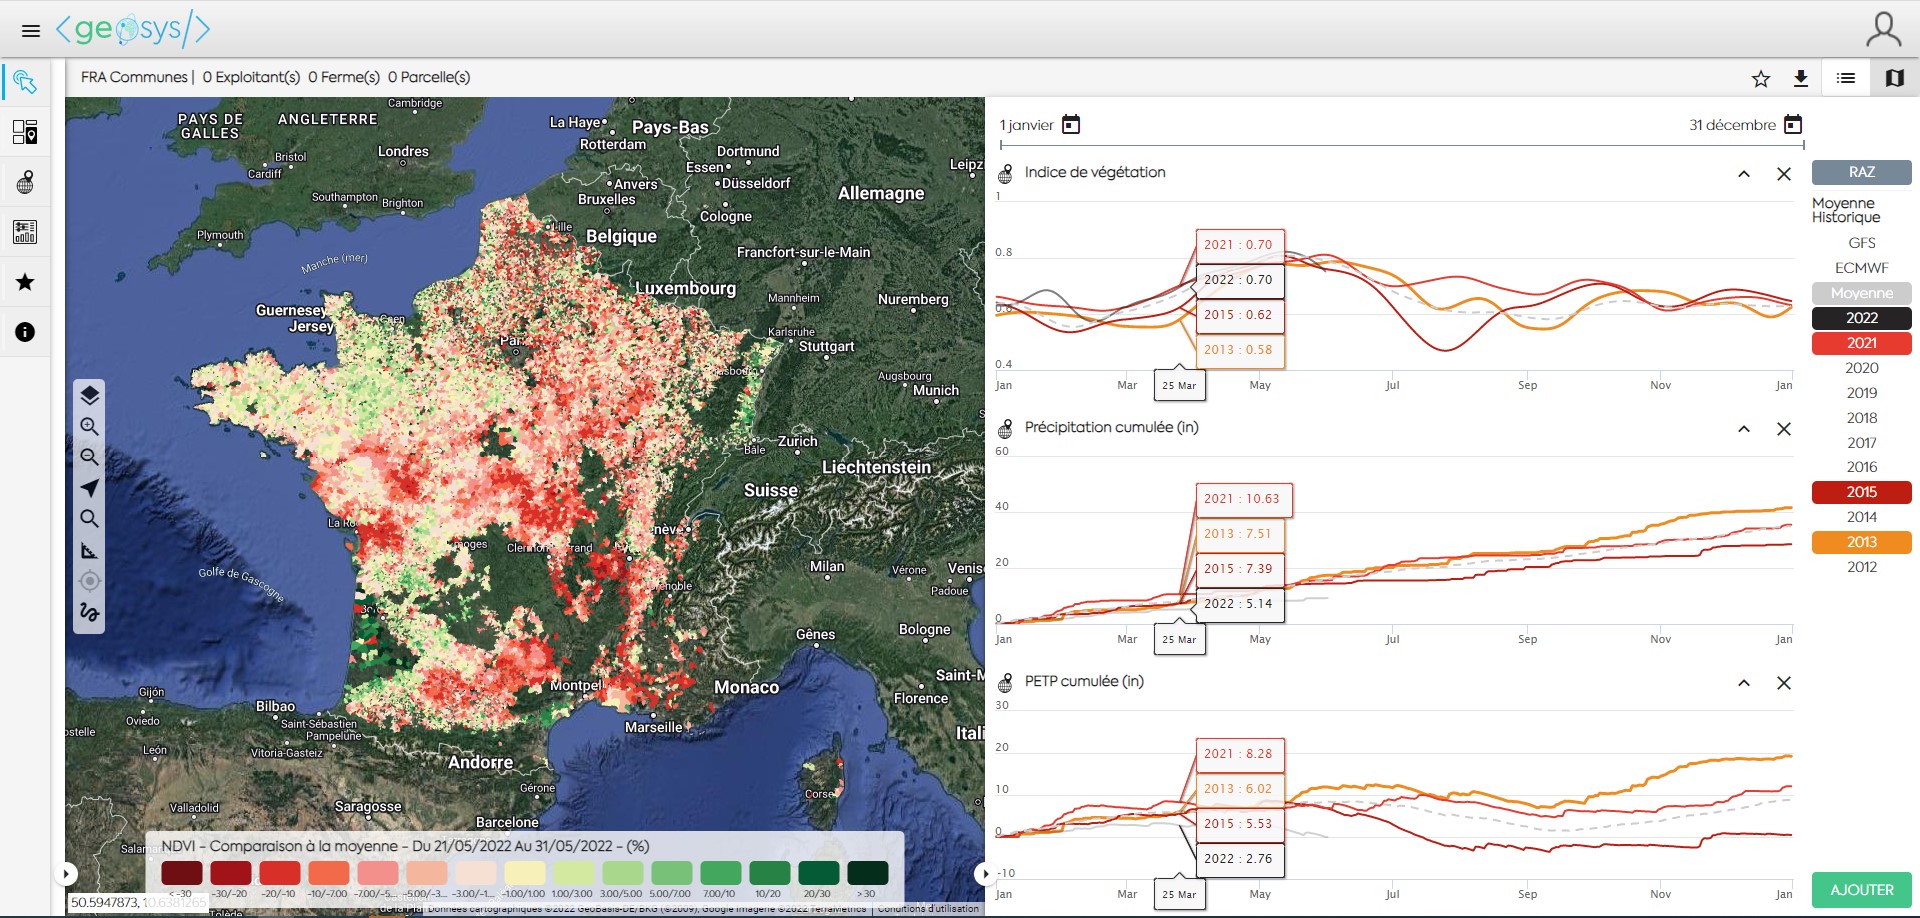 <geosys/>
FRA Communes | 0 Exploitant(s) 0 Ferme(s) 0 Parcelle(s)
Cambridge
PAYS DE GALLES
ANGLETERRE
La Haye
Pays-Bas
Rotterdam
Dortmund
Bristol
Londres
Essen
Leipz
Cardiff
Anvers
Düsseldorf
Southampton
Brighton
Bruxelles
Allemagne
Cologne
Plymouth
Lille
Belgique
Manche (mer)
Francfort-sur-le-Main
Luxembourg
Mannheim
Nuremberg
Guernesey
Jersey
Caen
Karlsruhe
Par
Stuttgart
Augsbourg
Munich
Zurich
Bâle
Liechtenstein
Suisse
La Ro
nève
Clermon
rand
Golfe de Gascogne
Milan
Vérone
Venis
Padoue
enoble
Gênes
Bologne
Saint-M
Gijón
Bilbao
Montpel
Monaco
Florence
Oviedo
Saint-Sébastien
Pampelune
Marseille
ostelle
León
Vitoria-Gasteiz
Itali
Andorre
Gérone
Corse
Valladolid
Saragosse
Barcelone
Salam
NDVI - Comparaison à la moyenne - Du 21/05/2022 Au 31/05/2022 - (%)
< -30
-30/-20
-20/-10
-10/-7.00
-7.00/-5...
-5.00/-3...
-3.00/-1...
-1.00/1.00
1.00/3.00
3.00/5.00
5.00/7.00
7.00/10
10/20
20/30
> 30
50.5947873, 10.6381265
Tolède
Données cartographiques ©2022 GeoBasis-DE/BKG (©2009), Google Imagerie ©2022 TerraMetrics
Conditions d'utilisation
1 janvier
31 décembre
Indice de végétation
1
0.8
0.6
0.4
2021 : 0.70
2022 : 0.70
2015 : 0.62
2013 : 0.58
Jan
Mar
25 Mar
May
Jul
Sep
Nov
Jan
Précipitation cumulée (in)
60
40
20
0
2021 : 10.63
2013 : 7.51
2015 : 7.39
2022 : 5.14
Jan
Mar
25 Mar
May
Jul
Sep
Nov
Jan
PETP cumulée (in)
30
20
10
0
-10
2021 : 8.28
2013 : 6.02
2015 : 5.53
2022 : 2.76
Jan
Mar
25 Mar
May
Jul
Sep
Nov
Jan
RAZ
Moyenne
Historique
GFS
ECMWF
Moyenne
2022
2021
2020
2019
2018
2017
2016
2015
2014
2013
2012
AJOUTER